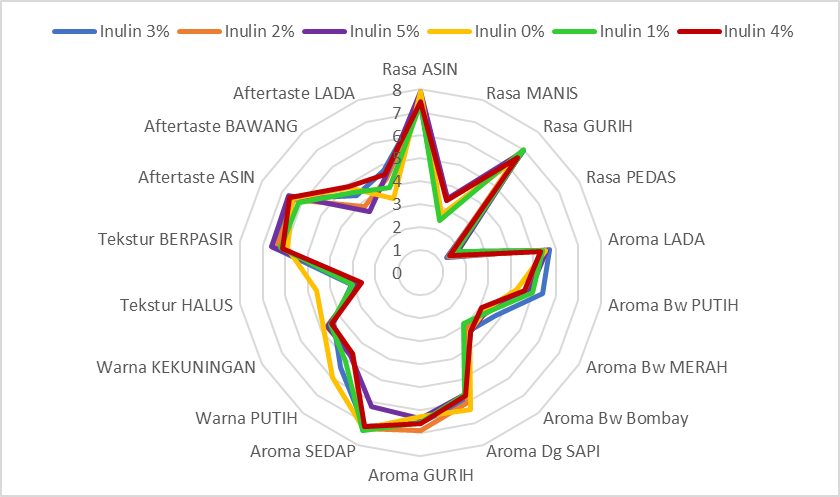 Inulin 3% Inulin 2% Inulin 5% Inulin 0% Inulin 1% Inulin 4%
Rasa ASIN
Rasa MANIS
Rasa GURIH
Rasa PEDAS
Aroma LADA
Aroma Bw PUTIH
Aroma Bw MERAH
Aroma Bw Bombay
Aroma Dg SAPI
Aroma GURIH
Aroma SEDAP
Warna PUTIH
Warna KEKUNINGAN
Tekstur HALUS
Tekstur BERPASIR
Aftertaste ASIN
Aftertaste BAWANG
Aftertaste LADA
8
7
6
5
4
3
2
1
0